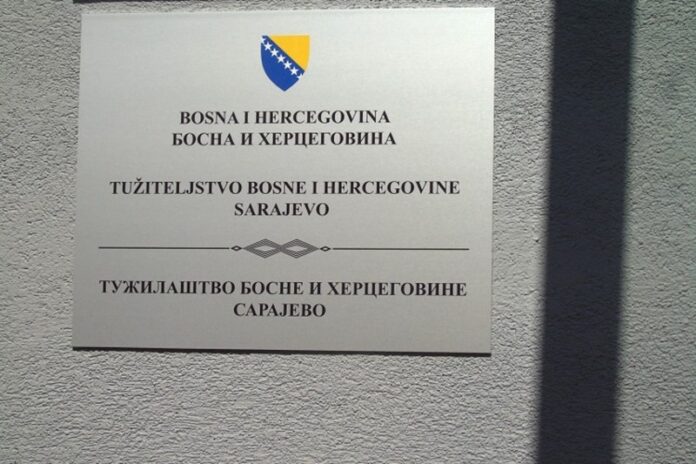 BOSNA I HERCEGOVINA
БОСНА И ХЕРЦЕГОВИНА
TUŽITELJSTVO BOSNE I HERCEGOVINE
SARAJEVO
ТУЖИЛАШТВО БОСНЕ И ХЕРЦЕГОВИНЕ
САРАЈЕВО